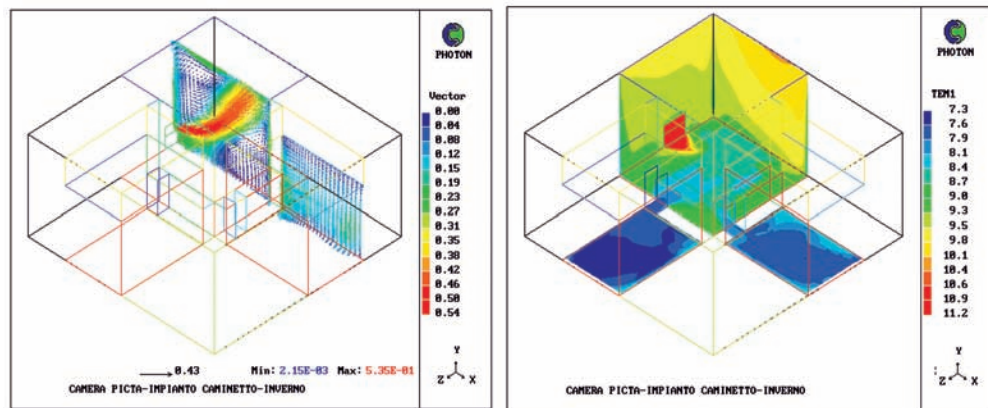 PHOTON
Vector
0.00
0.04
0.08
0.12
0.15
0.19
0.23
0.27
0.31
0.35
0.38
0.42
0.46
0.50
0.54
0.43 Min: 2.15E-03 Max: 5.35E-01
Y
Z X
CAMERA PICTA-IMPIANTO CAMINETTO-INVERNO
PHOTON
TEM1
7.3
7.6
7.9
8.1
8.4
8.7
9.0
9.3
9.5
9.8
10.1
10.4
10.6
10.9
11.2
Y
: Z X
CAMERA PICTA-IMPIANTO CAMINETTO-INVERNO